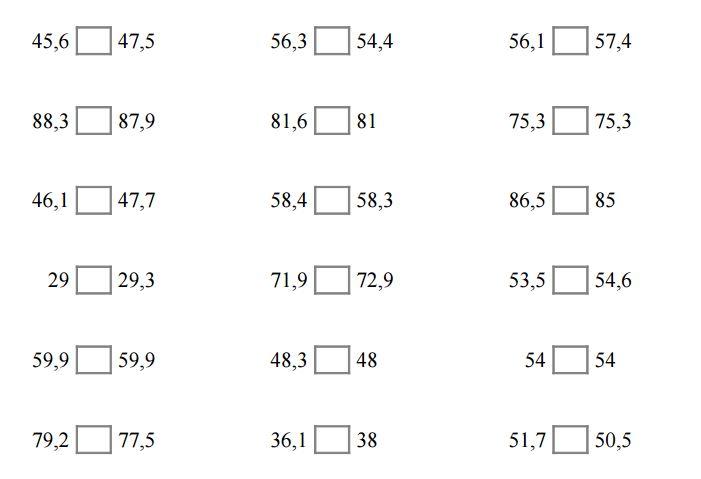 45,6 47,5 56,3 54,4 56,1 57,4
88,3 87,9 81,6 81 75,3 75,3
46,1 47,7 58,4 58,3 86,5 85
29 29,3 71,9 72,9 53,5 54,6
59,9 59,9 48,3 48 54 54
79,2 77,5 36,1 38 51,7 50,5